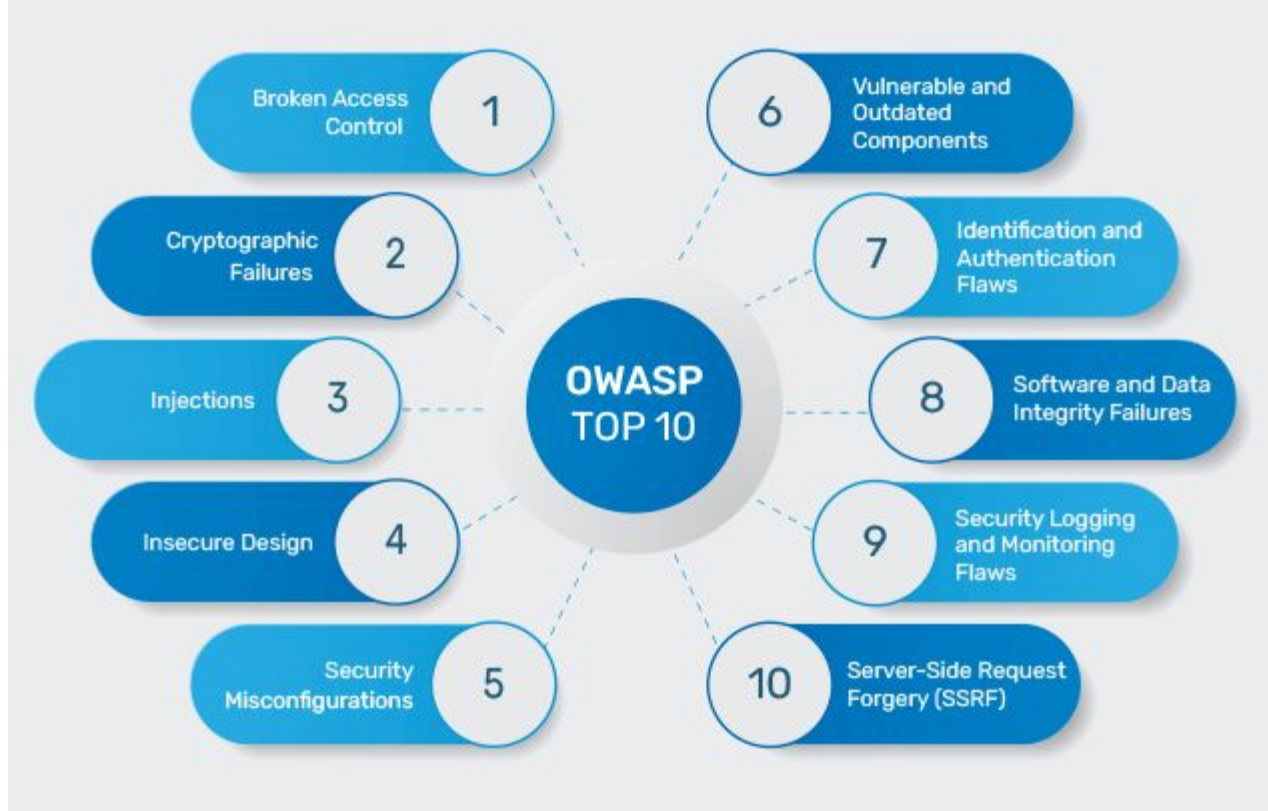 Broken Access
Control
1
Cryptographic
Failures
2
Injections
3
Insecure Design
4
Security
Misconfigurations
5
OWASP
TOP 10
6
Vulnerable and
Outdated
Components
7
Identification and
Authentication
Flaws
8
Software and Data
Integrity Failures
9
Security Logging
and Monitoring
Flaws
10
Server-Side Request
Forgery (SSRF)